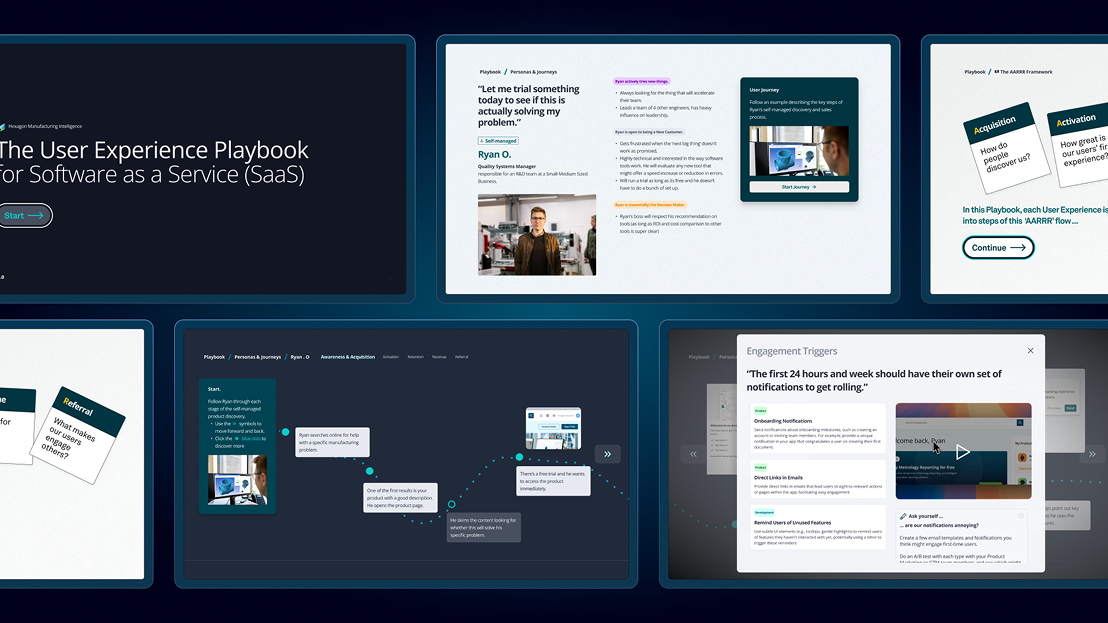 Hexagon Manufacturing Intelligence
The User Experience Playbook
for Software as a Service (SaaS)
Start
Playbook / Personas & Journeys
“Let me trial something
today to see if this is
actually solving my
problem.”
Self-managed
Ryan O.
Quality Systems Manager
responsible for an R&D team at a Small-Medium Sized
Business.
Ryan actively tries new things.
Always looking for the thing that will accelerate
their team.
Leads a team of 4 other engineers, has heavy
influence on leadership.
Ryan is open to being a New Customer.
Gets frustrated when the ‘next big thing’ doesn't
work as promised.
Highly technical and interested in the way software
tools work. He will evaluate any new tool that
might offer a speed increase or reduction in errors.
Will run a trial as long as its free and he doesn't
have to do a bunch of set up.
Ryan is (essentially) the Decision Maker.
Ryan's boss will respect his recommendation on
tools (as long as ROI and cost comparison to other
tools is super clear)
User Journey
Follow an example describing the key steps of
Ryan's self-managed discovery and sales
process.
Start Journey
Playbook / The AARRR Framework
Acquisition
How do
people
discover us?
Activation
How great is
our users' fir
experience?
In this Playbook, each User Experience is
into steps of this ‘AARRR’ flow...
Continue
for
Referral
What makes
our users
engage
others?
Playbook / Personas & Journeys / Ryan . O
Awareness & Acquisition
Activation
Retention
Revenue
Referral
Start.
Follow Ryan through each
stage of the self-managed
product discovery.
Use the » symbols to
move forward and back.
Click the blue dots to
discover more
Ryan searches online for help
with a specific manufacturing
problem.
One of the first results is your
product with a good description.
He opens the product page.
He skims the content looking for
whether this will solve his
specific problem.
There's a free trial and he wants
to access the product
immediately.
Playbook
Engagement Triggers
“The first 24 hours and week should have their own set of
notifications to get rolling.”
Product
Onboarding Notifications
Sent notifications about onboarding milestones, such as creating an
account or inviting team members. For example, provide a unique
notification in your app that congratulates a user on creating their first
document.
Product
Direct Links in Emails
Provide direct links in emails that lead users straight to relevant actions
or pages within the app, facilitating easy engagement.
Development
Remind Users of Unused Features
Use subtle UI elements (e.g., tooltips, gentle highlights) to remind users
of features they haven't interacted with yet, potentially using a timer to
trigger these reminders
lcome back, Ryan
Metrology Reporting for free
Ask yourself ...
... are our notifications annoying?
Create a few email templates and Notifications you
think might engage first-time users.
Do an A/B test with each type with your Product